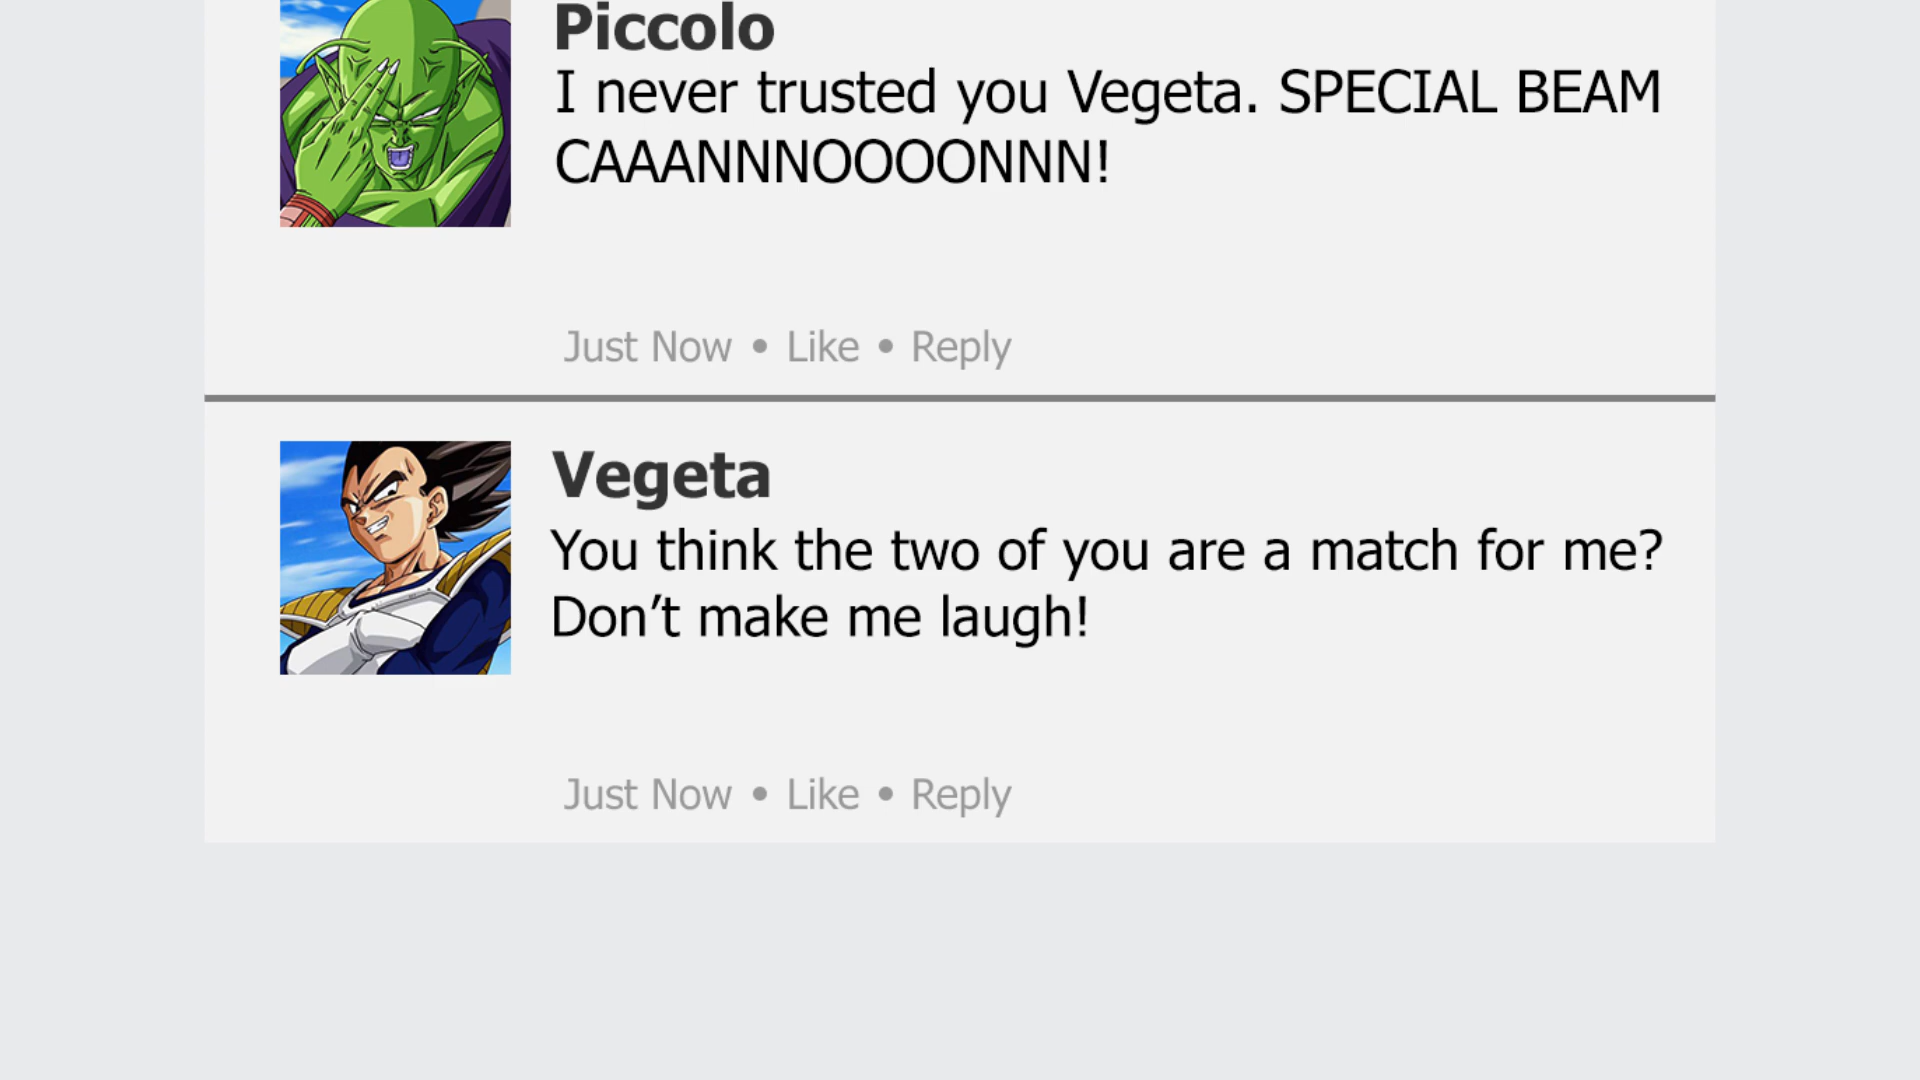 Piccolo
I never trusted you Vegeta. SPECIAL BEAM
CAAANNNOOOONNN!
Just Now • Like • Reply
Vegeta
You think the two of you are a match for me?
Don’t make me laugh!
Just Now • Like • Reply